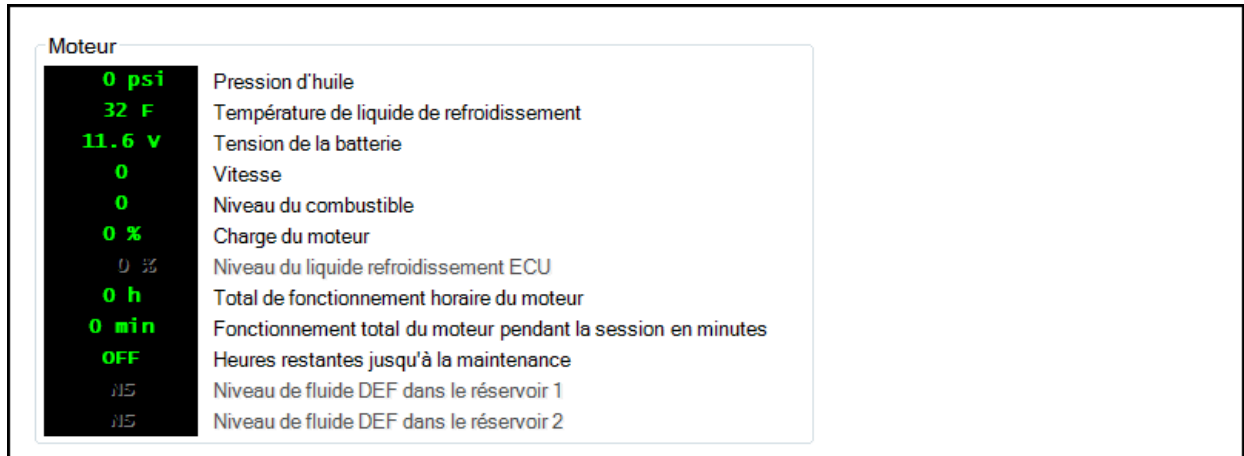 Moteur
0 psi Pression d'huile
32 F Température de liquide de refroidissement
11.6 V Tension de la batterie
0 Vitesse
0 Niveau du combustible
0 % Charge du moteur
0 % Niveau du liquide refroidissement ECU
0 h Total de fonctionnement horaire du moteur
0 min Fonctionnement total du moteur pendant la session en minutes
OFF Heures restantes jusqu'à la maintenance
NS Niveau de fluide DEF dans le réservoir 1
NS Niveau de fluide DEF dans le réservoir 2